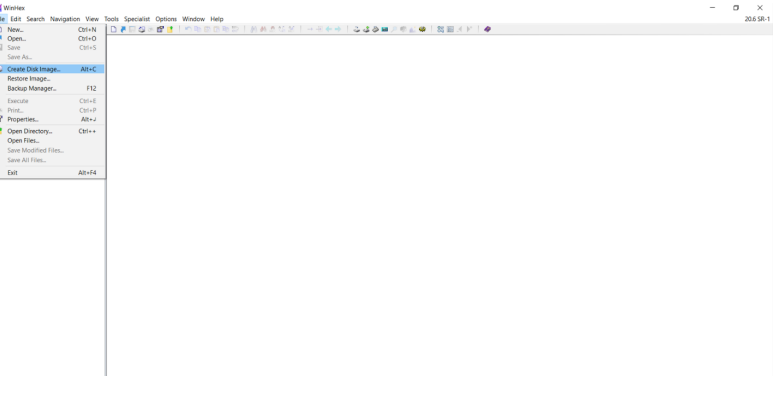 WinHex
le Edit Search Navigation View Tools Specialist Options Window Help 20.6 SR-1
New... Ctrl+N
Open... Ctrl+O
Save Ctrl+S
Save As...
Create Disk Image... Alt+C
Restore Image...
Backup Manager... F12
Execute Ctrl+E
Print... Ctrl+P
Properties... Alt+↲
Open Directory... Ctrl++
Open Files...
Save Modified Files...
Save All Files...
Exit Alt+F4